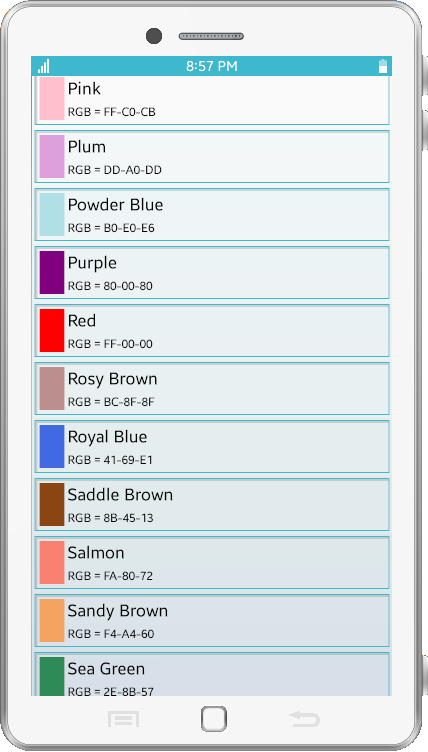 8:57 PM
Pink
RGB = FF-C0-CB
Plum
RGB = DD-A0-DD
Powder Blue
RGB = B0-E0-E6
Purple
RGB = 80-00-80
Red
RGB = FF-00-00
Rosy Brown
RGB = BC-8F-8F
Royal Blue
RGB = 41-69-E1
Saddle Brown
RGB = 8B-45-13
Salmon
RGB = FA-80-72
Sandy Brown
RGB = F4-A4-60
Sea Green
RGB = 2E-8B-57